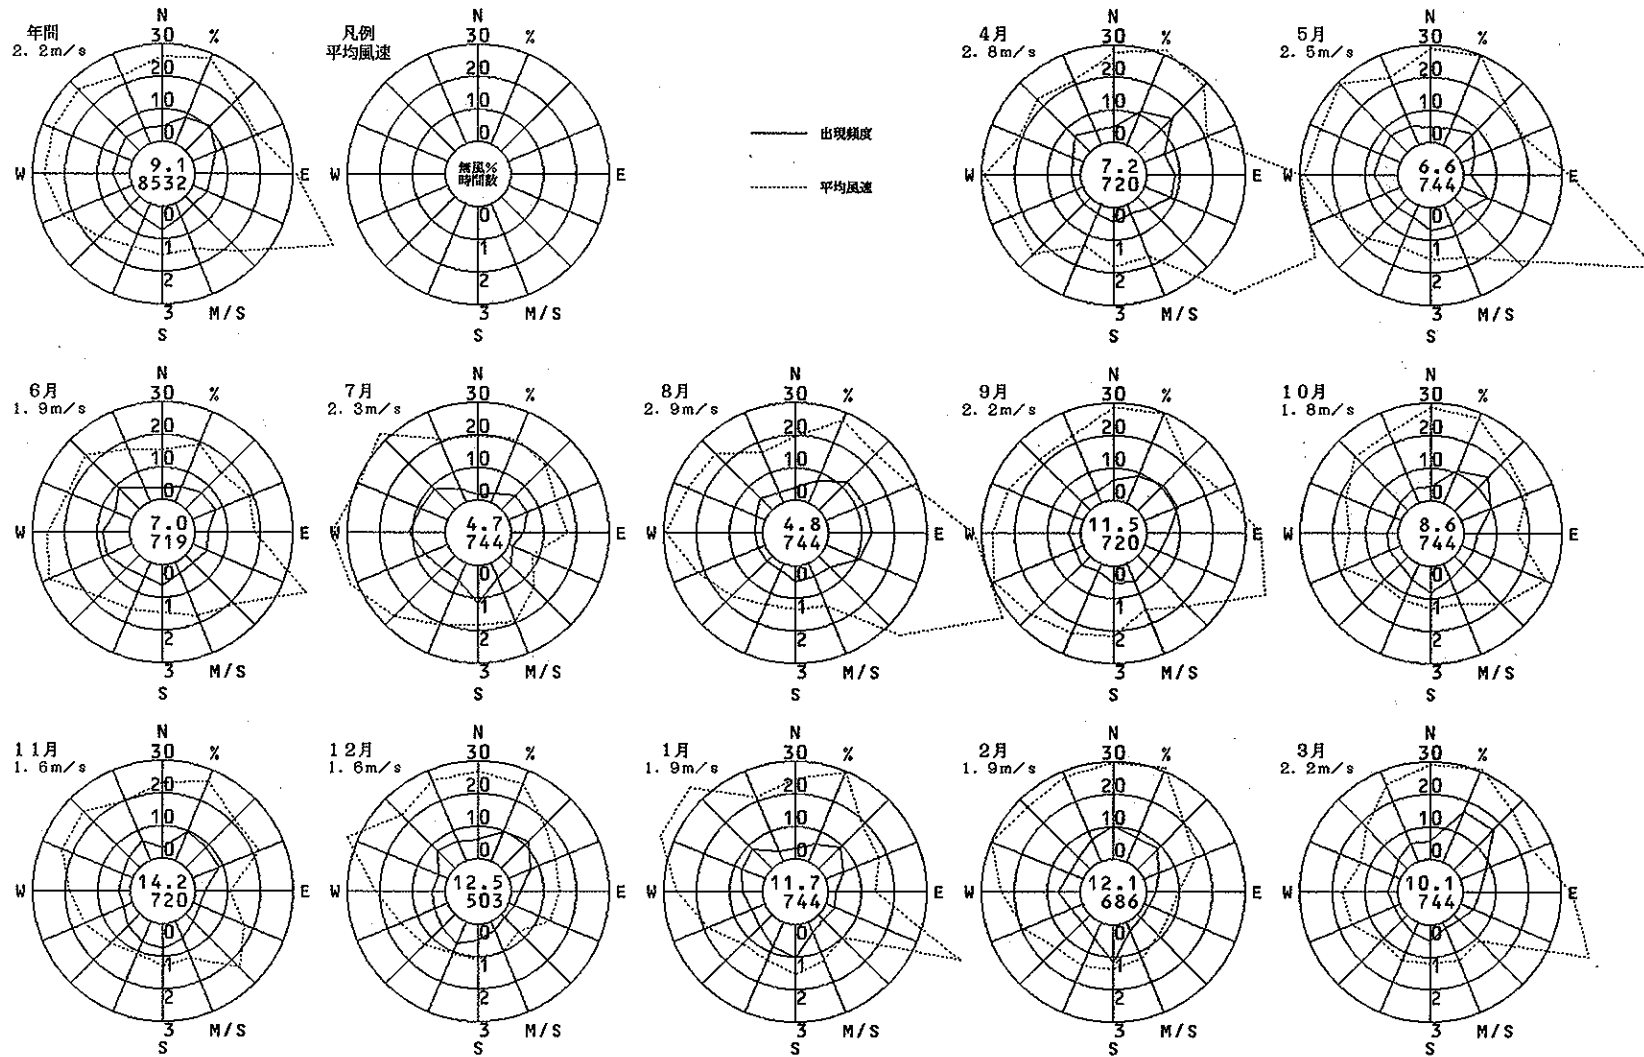 年間
2.2m/s
N
30 %
20
10
0
9.1
8532
W
E
0
1
2
3 M/S
S
凡例
平均風速
N
30 %
20
10
0
無風%
時間数
W
E
0
1
2
3 M/S
S
出現頻度
平均風速
4月
2.8m/s
N
30 %
20
10
0
7.2
720
W
E
0
1
2
3 M/S
S
5月
2.5m/s
N
30 %
20
10
0
6.6
744
W
E
0
1
2
3 M/S
S
6月
1.9m/s
N
30 %
20
10
0
7.0
719
W
E
0
1
2
3 M/S
S
7月
2.3m/s
N
30 %
20
10
0
4.7
744
W
E
0
1
2
3 M/S
S
8月
2.9m/s
N
30 %
20
10
0
4.8
744
W
E
0
1
2
3 M/S
S
9月
2.2m/s
N
30 %
20
10
0
11.5
720
W
E
0
1
2
3 M/S
S
10月
1.8m/s
N
30 %
20
10
0
8.6
744
W
E
0
1
2
3 M/S
S
11月
1.6m/s
N
30 %
20
10
0
14.2
720
W
E
0
1
2
3 M/S
S
12月
1.6m/s
N
30 %
20
10
0
12.5
503
W
E
0
1
2
3 M/S
S
1月
1.9m/s
N
30 %
20
10
0
11.7
744
W
E
0
1
2
3 M/S
S
2月
1.9m/s
N
30 %
20
10
0
12.1
686
W
E
0
1
2
3 M/S
S
3月
2.2m/s
N
30 %
20
10
0
10.1
744
W
E
0
1
2
3 M/S
S